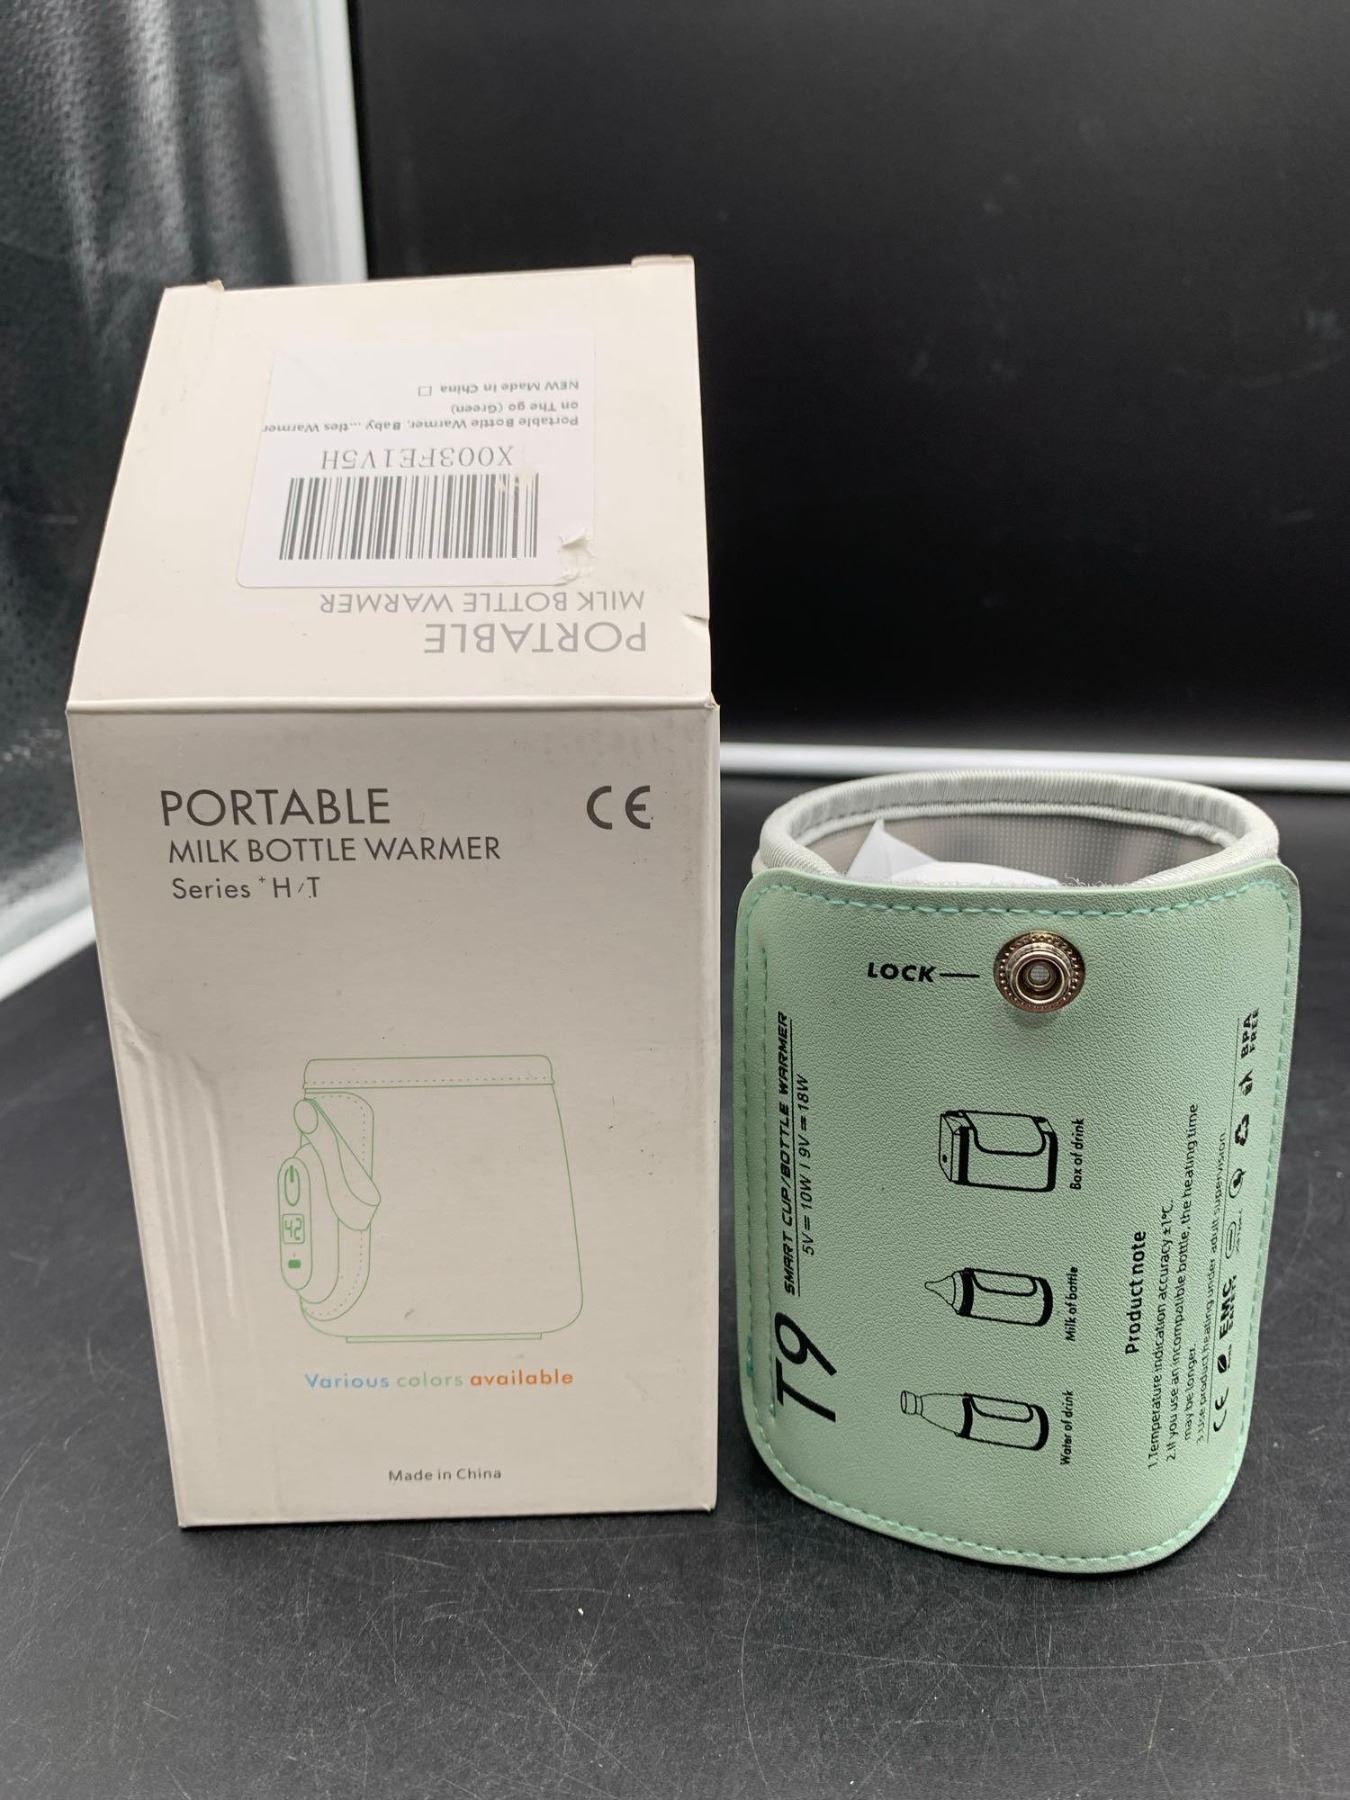 PORTABLE
MILK BOTTLE WARMER
X003FE1V5H
Portable Bottle Warmer, Baby ...tles Warmer
on The go (Green)
NEW Made in China
PORTABLE
MILK BOTTLE WARMER
Series + H/T
CE
42
Various colors available
Made in China
LOCK
T9
SMART CUP/BOTTLE WARMER
5V = 10W | 9V = 18W
Water of drink
Milk of bottle
Box of drink
Product note
1.Temperature indication accuracy ±1°C.
2.If you use an incompatible bottle, the heating time
may be longer.
3.Use product heating under adult supervision
CE
EMC
BPA
FREE